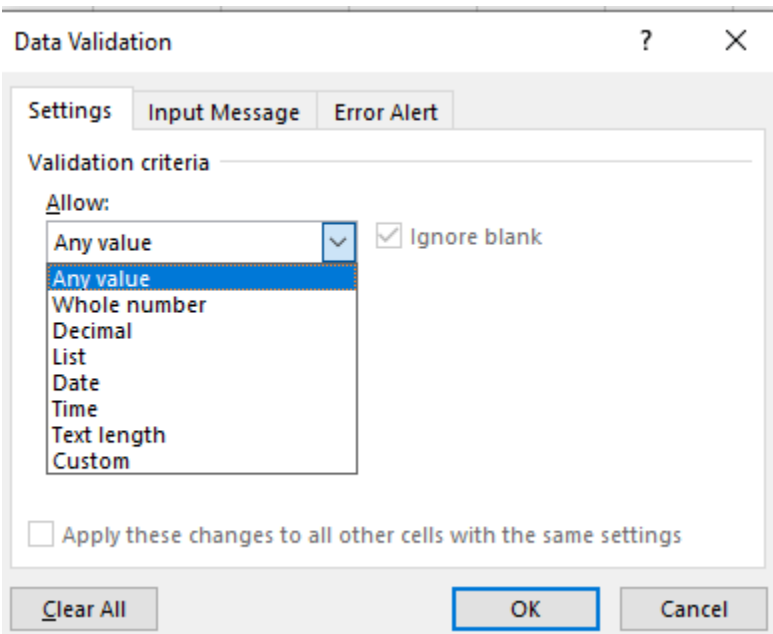 Data Validation ?
Settings Input Message Error Alert
Validation criteria
Allow:
Any value Ignore blank
Any value
Whole number
Decimal
List
Date
Time
Text length
Custom
Apply these changes to all other cells with the same settings
Clear All OK Cancel